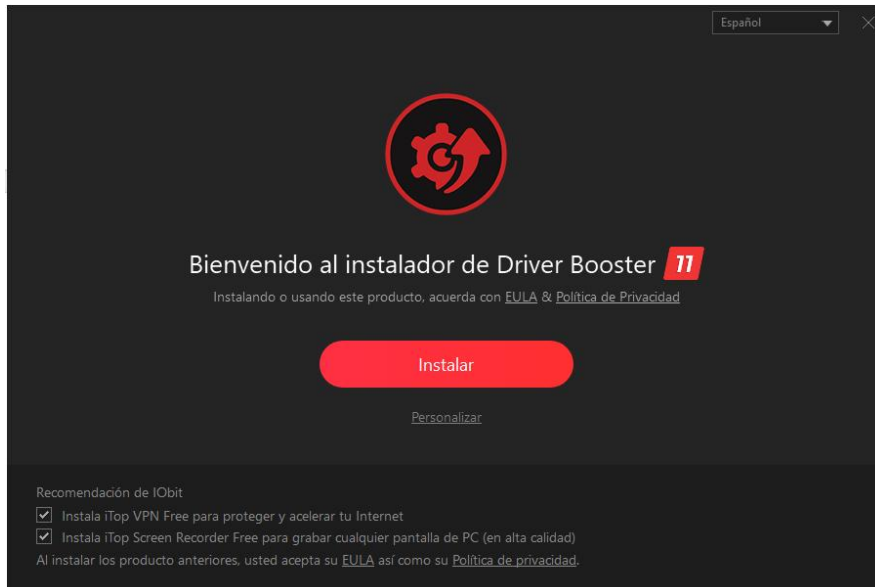 Español
Bienvenido al instalador de Driver Booster 11
Instalando o usando este producto, acuerda con EULA & Política de Privacidad
Instalar
Personalizar
Recomendación de IObit
Instala iTop VPN Free para proteger y acelerar tu Internet
Instala iTop Screen Recorder Free para grabar cualquier pantalla de PC (en alta calidad)
Al instalar los producto anteriores, usted acepta su EULA así como su Política de privacidad.